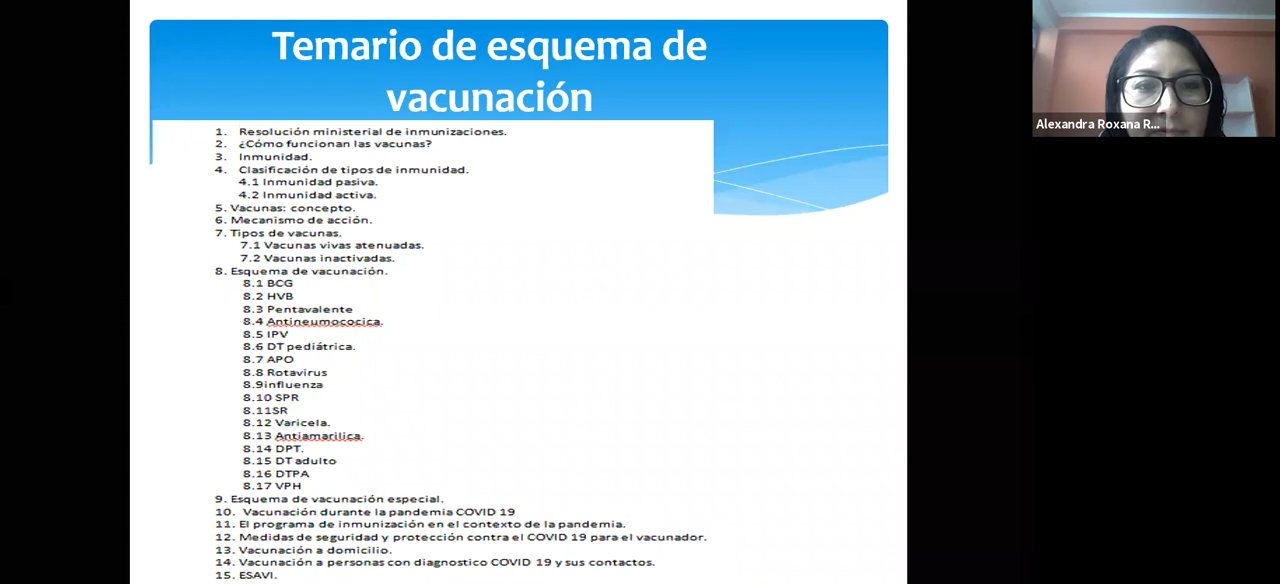 Temario de esquema de
vacunación
1. Resolución ministerial de inmunizaciones.
2. ¿Cómo funcionan las vacunas?
3. Inmunidad.
4. Clasificación de tipos de inmunidad.
4.1 Inmunidad pasiva.
4.2 Inmunidad activa.
5. Vacunas: concepto.
6. Mecanismo de acción.
7. Tipos de vacunas.
7.1 Vacunas vivas atenuadas.
7.2 Vacunas inactivadas.
8. Esquema de vacunación.
8.1 BCG
8.2 HVB
8.3 Pentavalente
8.4 Antineumococica.
8.5 IPV
8.6 DT pediátrica.
8.7 APO
8.8 Rotavirus
8.9influenza
8.10 SPR
8.11SR
8.12 Varicela.
8.13 Antiamarilica.
8.14 DPT.
8.15 DT adulto
8.16 DTPA
8.17 VPH
9. Esquema de vacunación especial.
10. Vacunación durante la pandemia COVID 19
11. El programa de inmunización en el contexto de la pandemia.
12. Medidas de seguridad y protección contra el COVID 19 para el vacunador.
13. Vacunación a domicilio.
14. Vacunación a personas con diagnostico COVID 19 y sus contactos.
15. ESAVI.
Alexandra Roxana R...